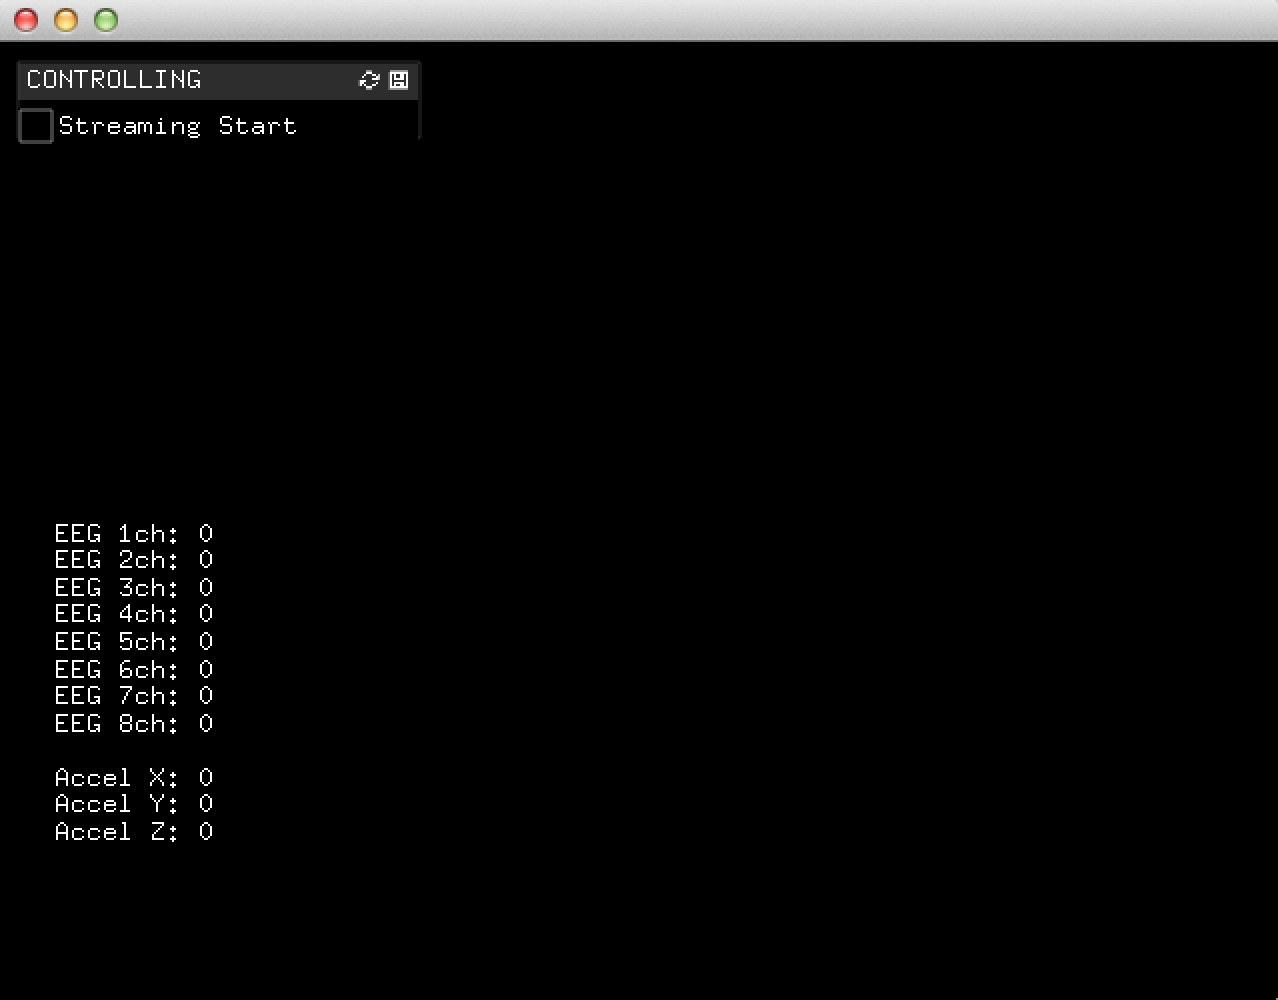 CONTROLLING
Streaming Start
EEG 1ch: 0
EEG 2ch: 0
EEG 3ch: 0
EEG 4ch: 0
EEG 5ch: 0
EEG 6ch: 0
EEG 7ch: 0
EEG 8ch: 0
Accel X: 0
Accel Y: 0
Accel Z: 0